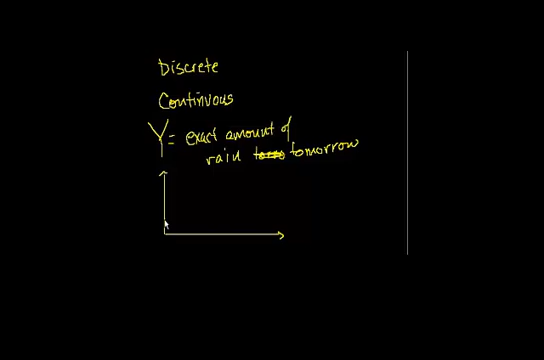 Discrete
Continuous
Y = exact amount of
rain tomorrow